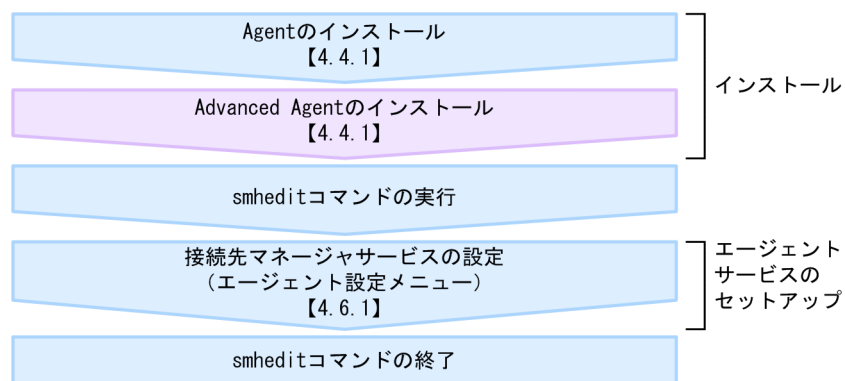 Agentのインストール
【4.4.1】
Advanced Agentのインストール
【4.4.1】
インストール
smheditコマンドの実行
接続先マネージャサービスの設定
（エージェント設定メニュー）
【4.6.1】
エージェント
サービスの
セットアップ
smheditコマンドの終了